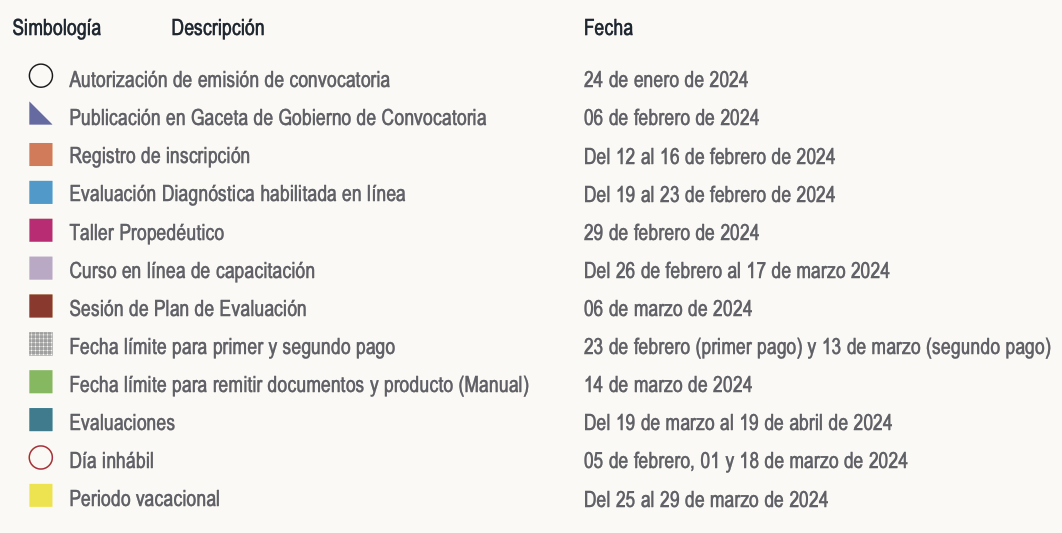 Simbología Descripción Fecha
Autorización de emisión de convocatoria 24 de enero de 2024
Publicación en Gaceta de Gobierno de Convocatoria 06 de febrero de 2024
Registro de inscripción Del 12 al 16 de febrero de 2024
Evaluación Diagnóstica habilitada en línea Del 19 al 23 de febrero de 2024
Taller Propedéutico 29 de febrero de 2024
Curso en línea de capacitación Del 26 de febrero al 17 de marzo 2024
Sesión de Plan de Evaluación 06 de marzo de 2024
Fecha límite para primer y segundo pago 23 de febrero (primer pago) y 13 de marzo (segundo pago)
Fecha límite para remitir documentos y producto (Manual) 14 de marzo de 2024
Evaluaciones Del 19 de marzo al 19 de abril de 2024
Día inhábil 05 de febrero, 01 y 18 de marzo de 2024
Periodo vacacional Del 25 al 29 de marzo de 2024